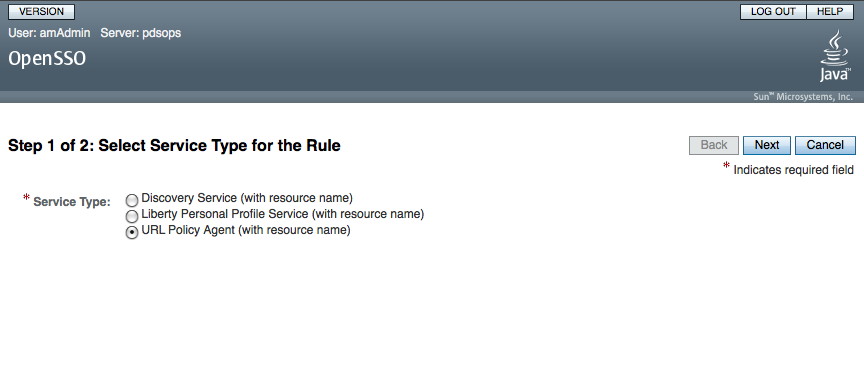 VERSION
LOG OUT
HELP
User: amAdmin Server: pdsops
OpenSSO
Java™
Sun™ Microsystems, Inc.
Step 1 of 2: Select Service Type for the Rule
Back
Next
Cancel
* Indicates required field
* Service Type:
Discovery Service (with resource name)
Liberty Personal Profile Service (with resource name)
URL Policy Agent (with resource name)